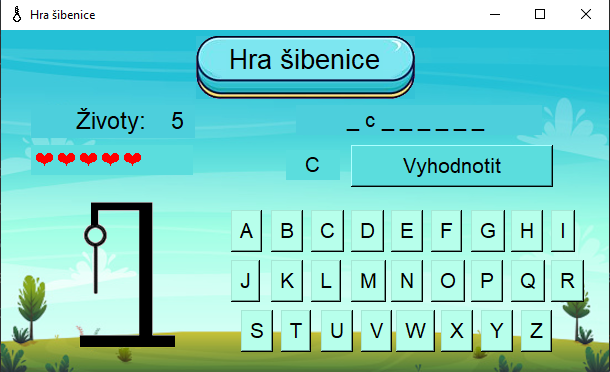 Hra šibenice
Hra šibenice
Životy: 5
_ c _ _ _ _ _ _
C
Vyhodnotit
A B C D E F G H I
J K L M N O P Q R
S T U V W X Y Z